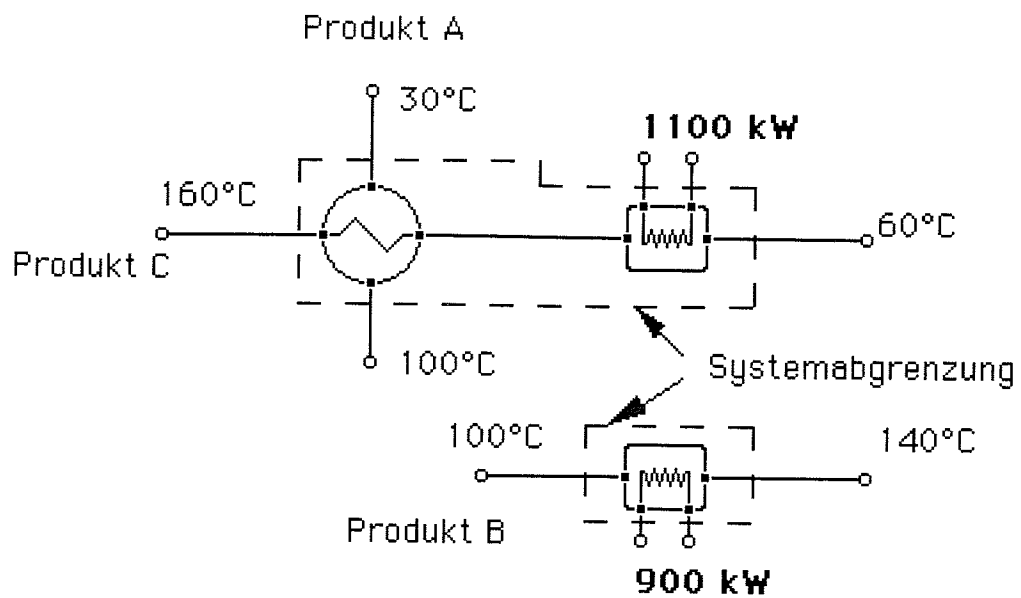 Produkt A
30°C
1100 kW
160°C
60°C
Produkt C
100°C
Systemabgrenzung
100°C
140°C
Produkt B
900 kW